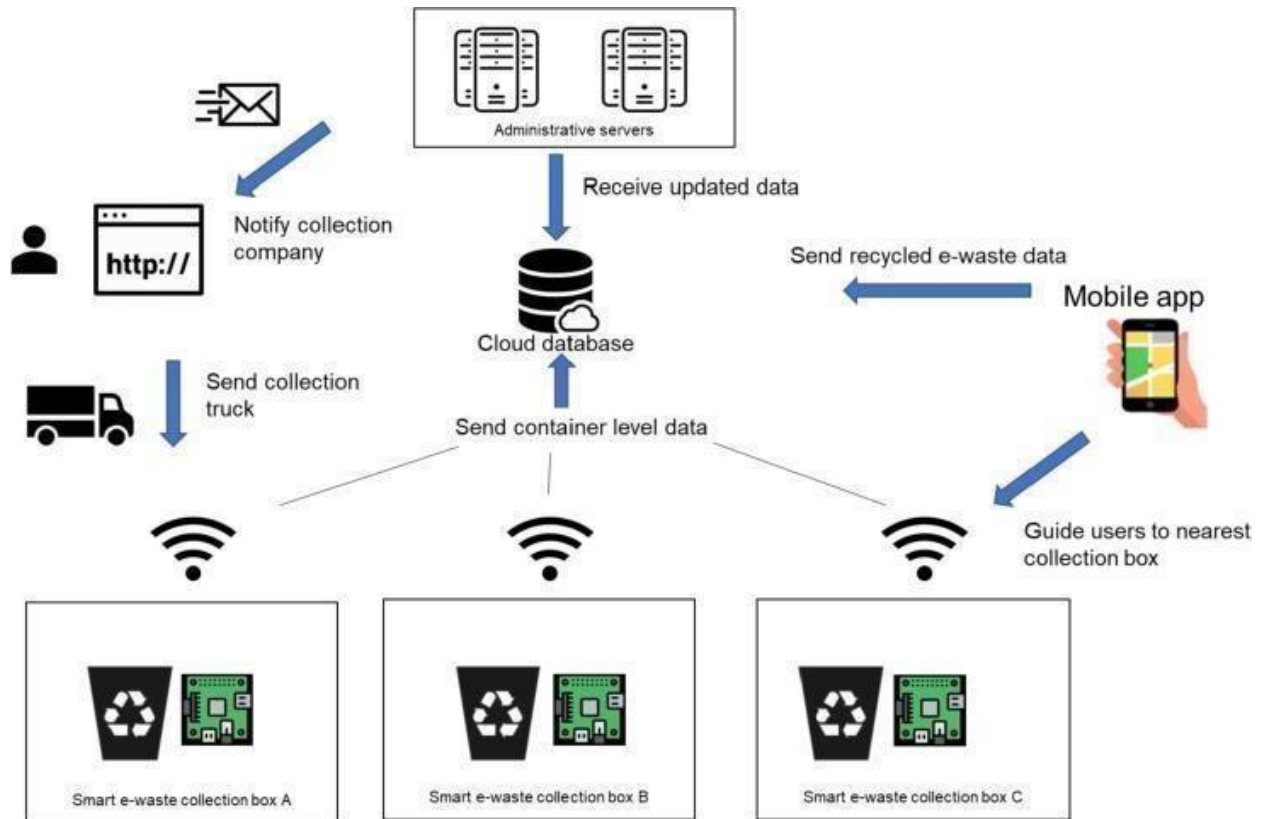 Administrative servers
Receive updated data
Notify collection
company
http://
Send recycled e-waste data
Mobile app
Cloud database
Send collection
truck
Send container level data
Guide users to nearest
collection box
Smart e-waste collection box A
Smart e-waste collection box B
Smart e-waste collection box C